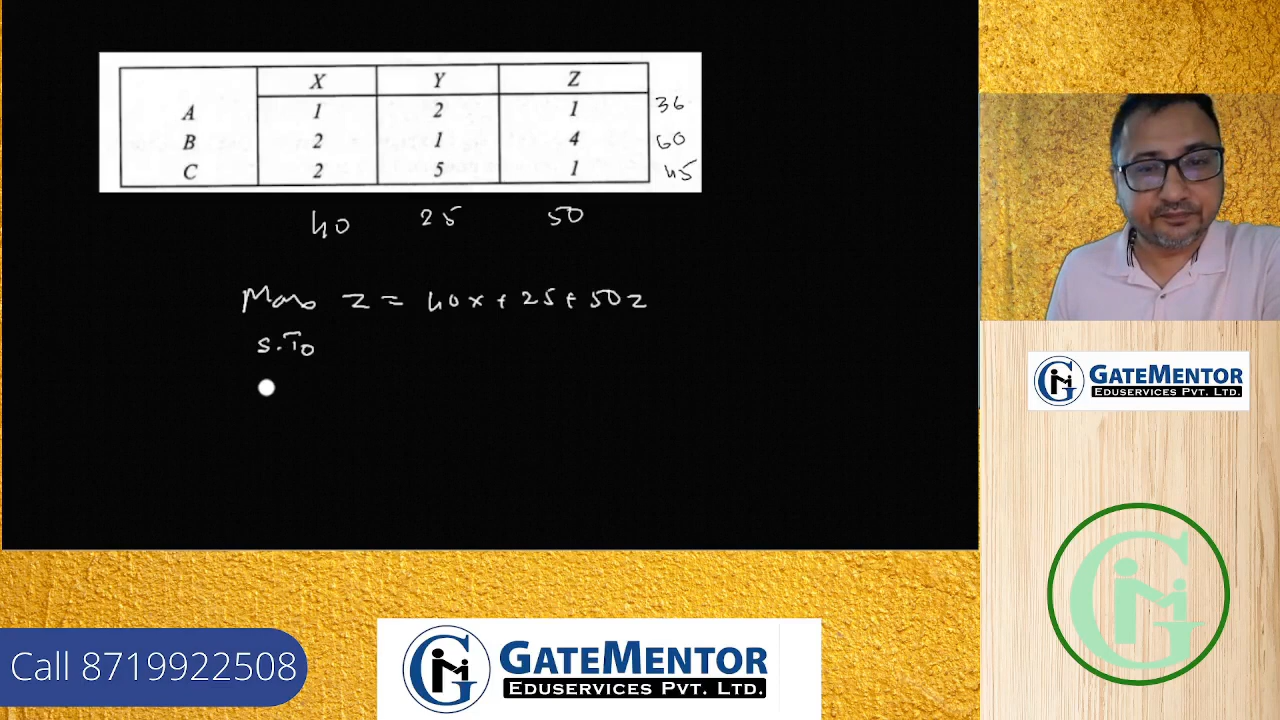 X Y Z
A 1 2 1 36
B 2 1 4 60
C 2 5 1 45
40 25 50
Max z = 40x + 25 + 50z
S.To
GATEMENTOR
EDUSERVICES PVT. LTD.
Call 8719922508
GATEMENTOR
EDUSERVICES PVT. LTD.